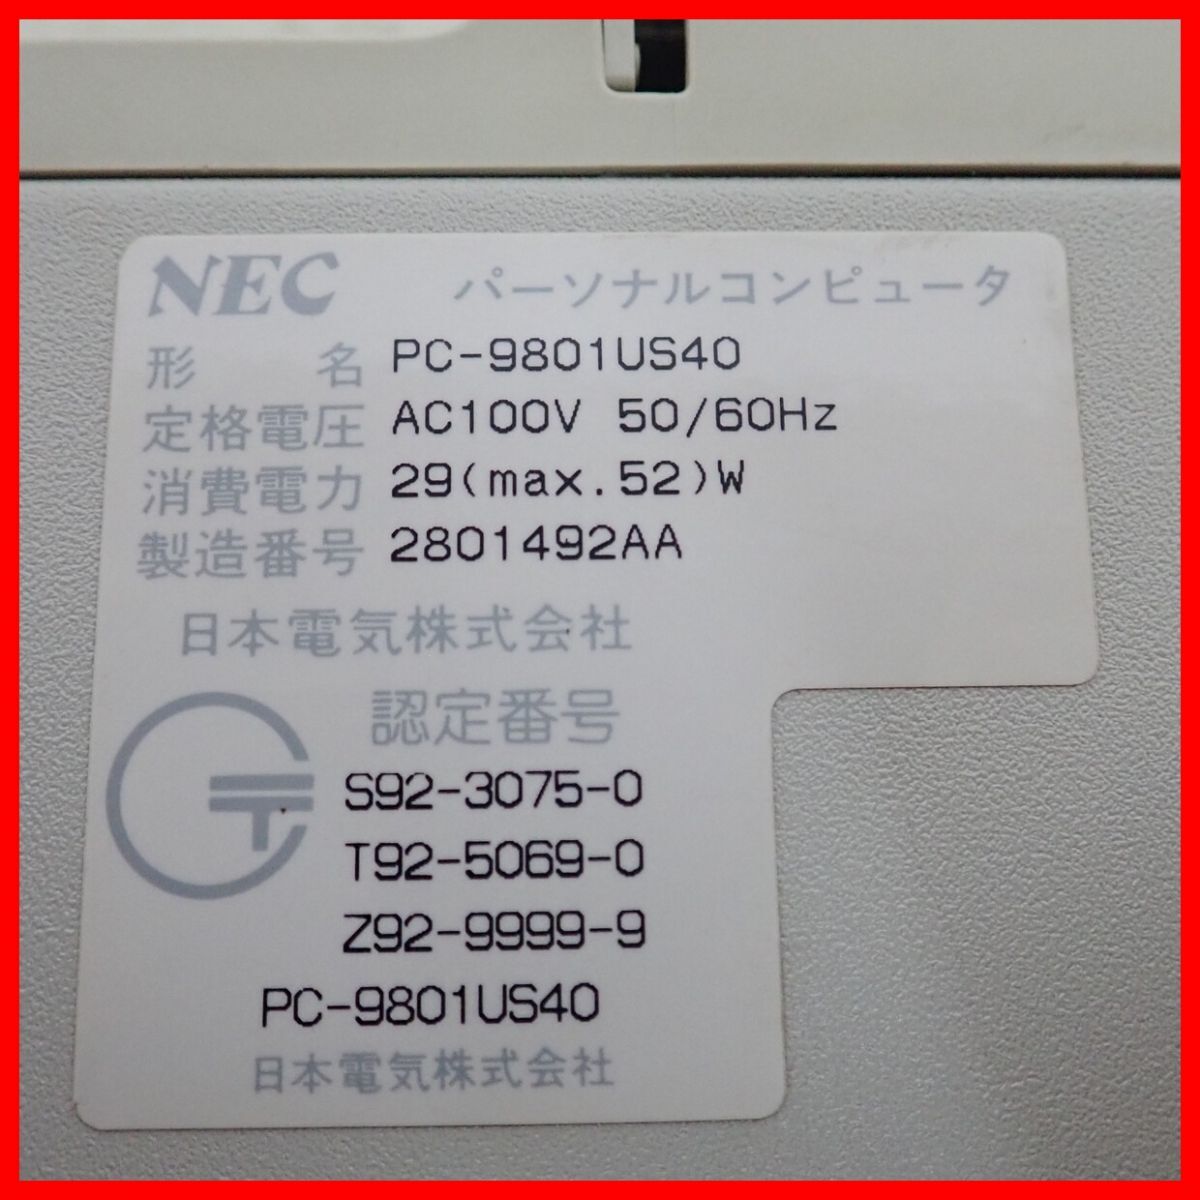 NEC パーソナルコンピュータ
形名 PC-9801US40
定格電圧 AC100V 50/60Hz
消費電力 29(max.52)W
製造番号 2801492AA
日本電気株式会社
認定番号
S92-3075-0
T92-5069-0
Z92-9999-9
PC-9801US40
日本電気株式会社